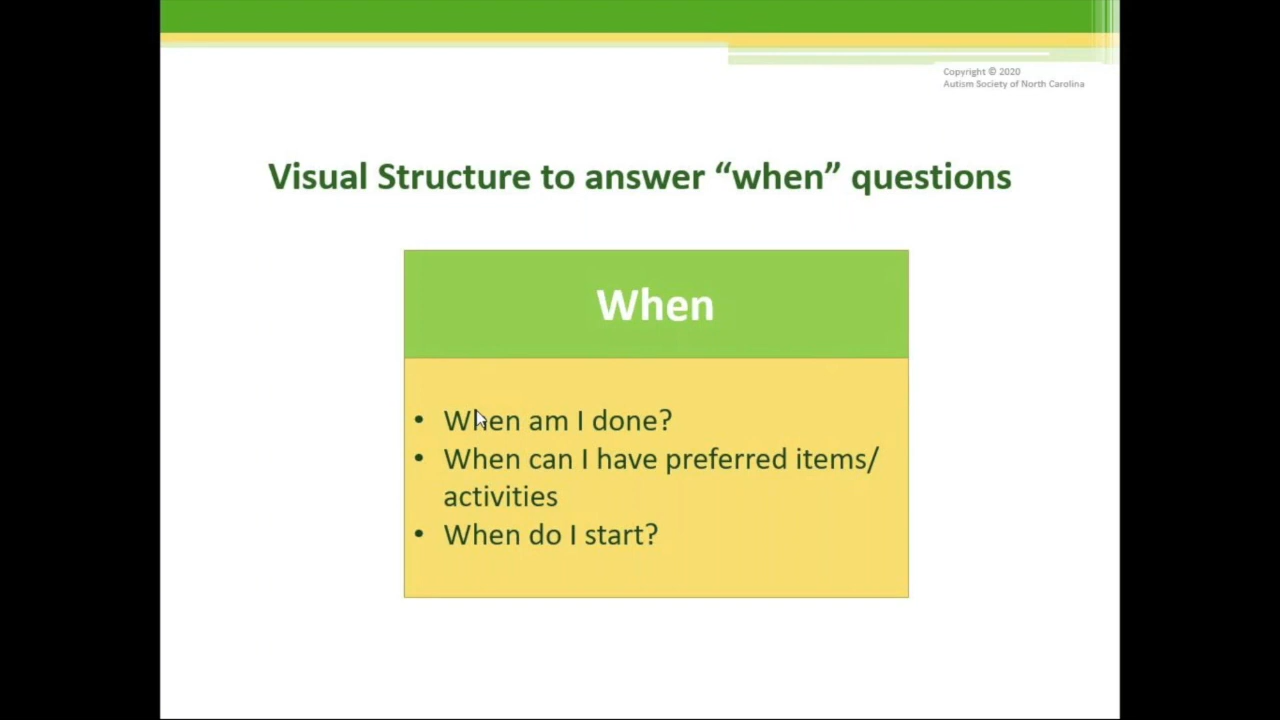 Copyright © 2020
Autism Society of North Carolina
Visual Structure to answer “when” questions
When
• When am I done?
• When can I have preferred items/
activities
• When do I start?